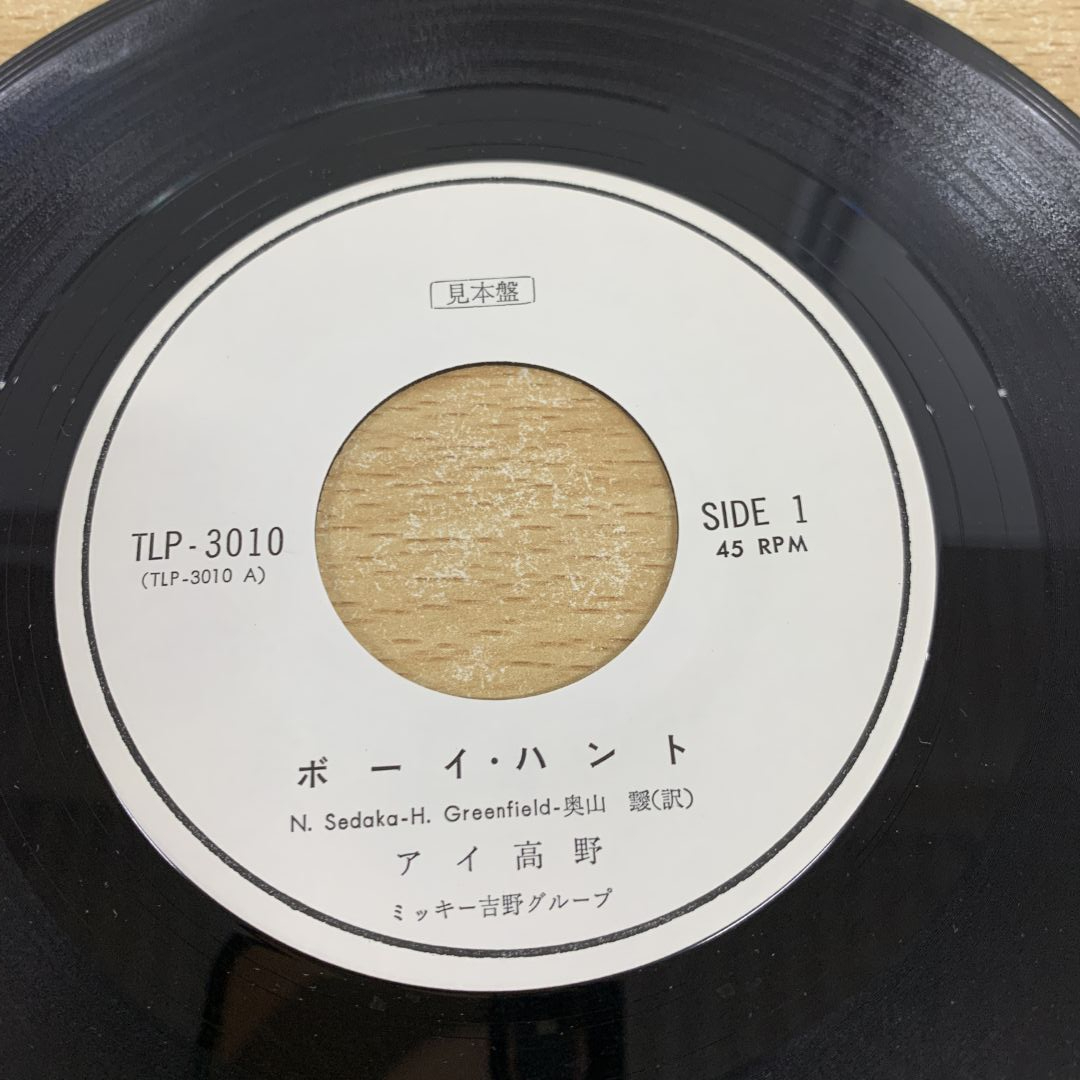 見本盤
TLP-3010
(TLP-3010 A)
SIDE 1
45 RPM
ボーイ・ハント
N. Sedaka-H. Greenfield-奥山 靉(訳)
アイ高野
ミッキー吉野グループ